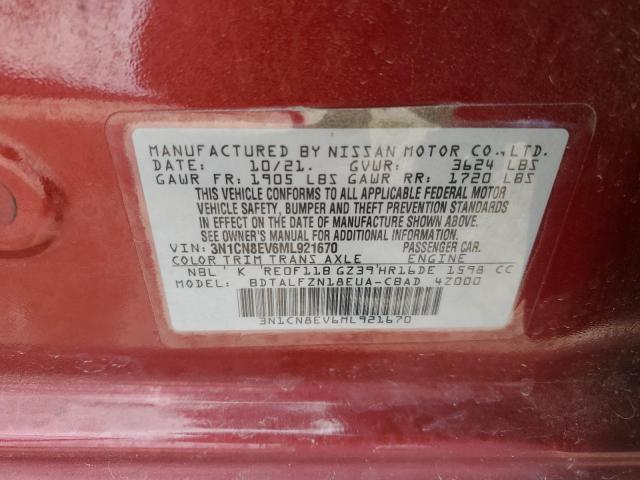 MANUFACTURED BY NISSAN MOTOR CO., LTD.
DATE: 10/21. GVWR: 3624 LBS
GAWR FR: 1905 LBS GAWR RR: 1720 LBS
THIS VEHICLE CONFORMS TO ALL APPLICABLE FEDERAL MOTOR
VEHICLE SAFETY, BUMPER AND THEFT PREVENTION STANDARDS
IN EFFECT ON THE DATE OF MANUFACTURE SHOWN ABOVE.
SEE OWNER'S MANUAL FOR ADDITIONAL INFORMATION.
VIN: 3N1CN8EV6ML921670 PASSENGER CAR.
COLOR TRIM TRANS AXLE ENGINE
NBL K RE0F11B GZ39 HR16DE 1598 CC
MODEL: BDTALFZN18EUA-CBAD 4Z000
3N1CN8EV6ML921670